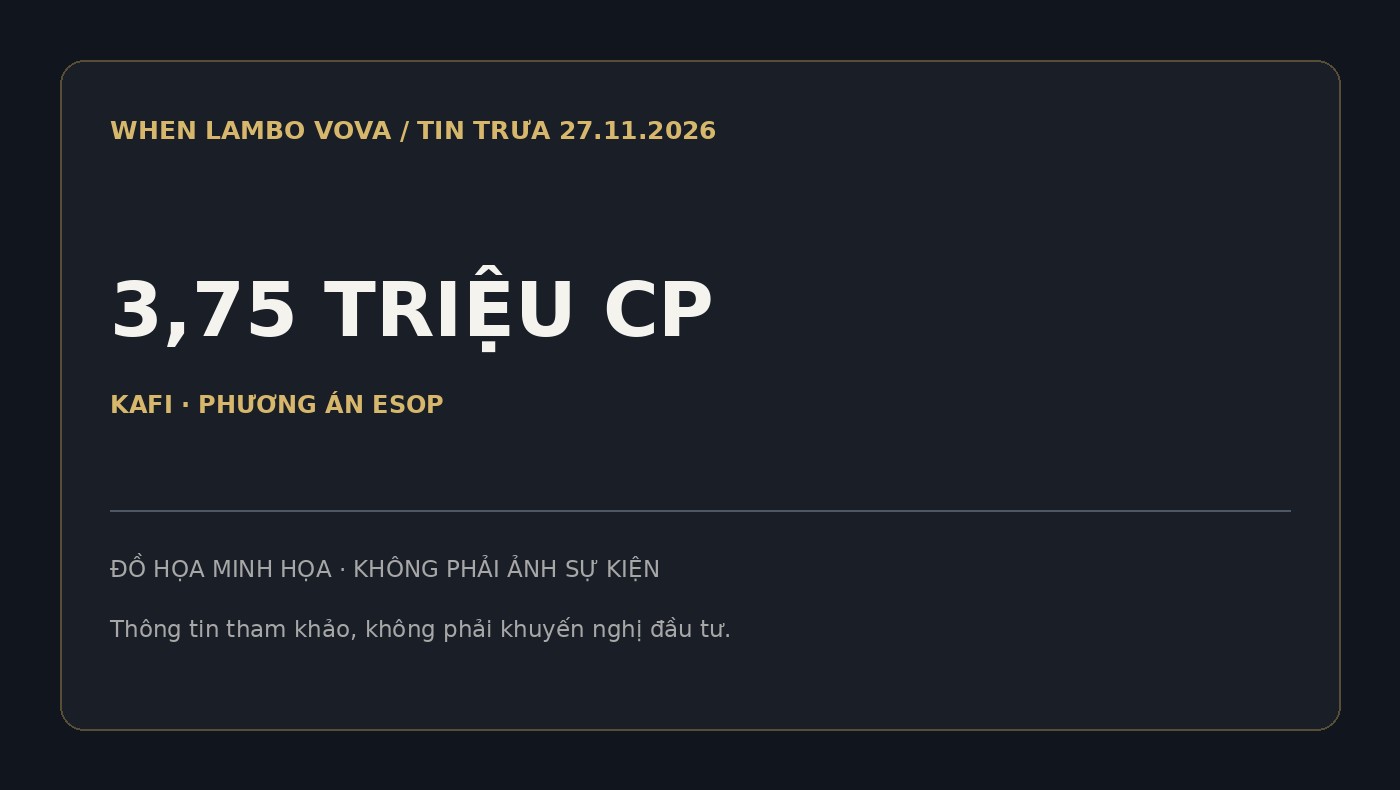 WHEN LAMBO VOVA / TIN TRƯA 27.11.2026
3,75 TRIỆU CP
KAFI · PHƯƠNG ÁN ESOP
ĐỒ HỌA MINH HỌA · KHÔNG PHẢI ẢNH SỰ KIỆN
Thông tin tham khảo, không phải khuyến nghị đầu tư.